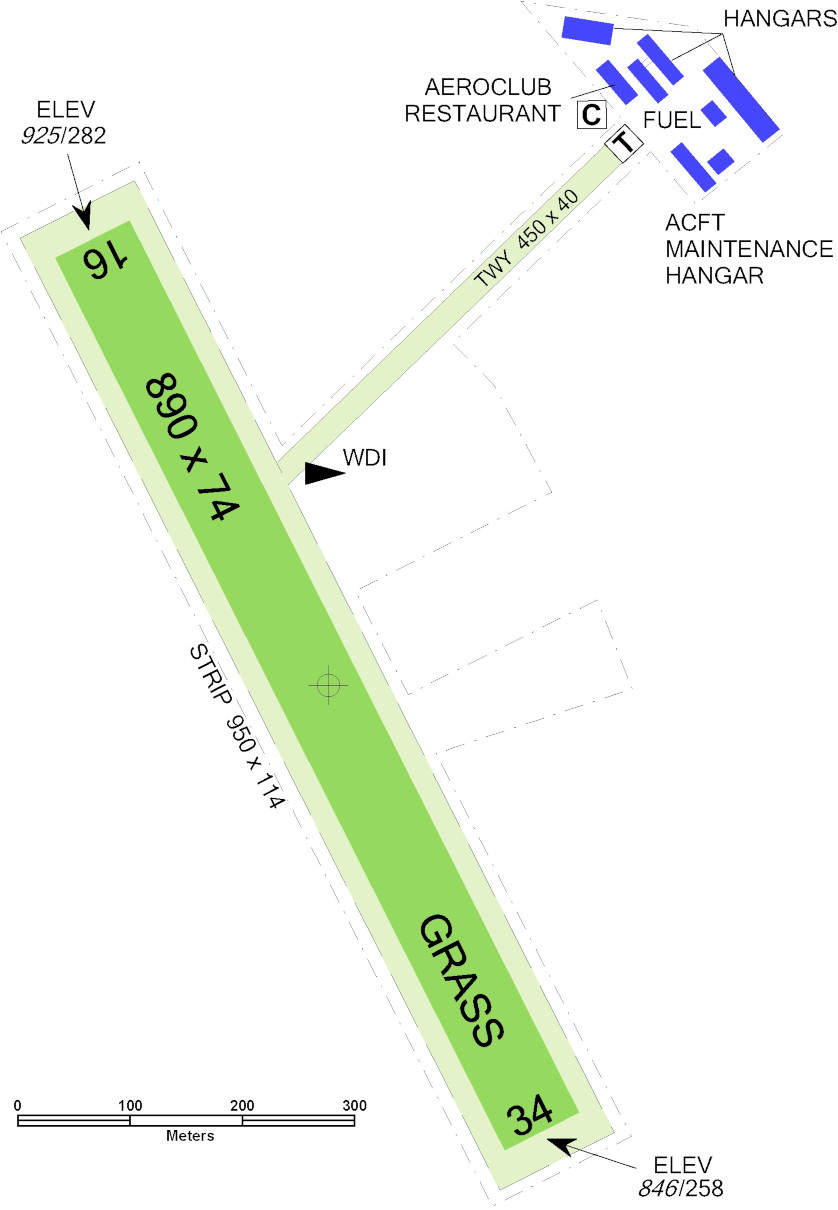 HANGARS
AEROCLUB
RESTAURANT
C
FUEL
T
ELEV
925/282
ACFT
MAINTENANCE
HANGAR
TWY 450 x 40
16
890 x 74
WDI
STRIP 950 x 114
GRASS
34
0 100 200 300
Meters
ELEV
846/258